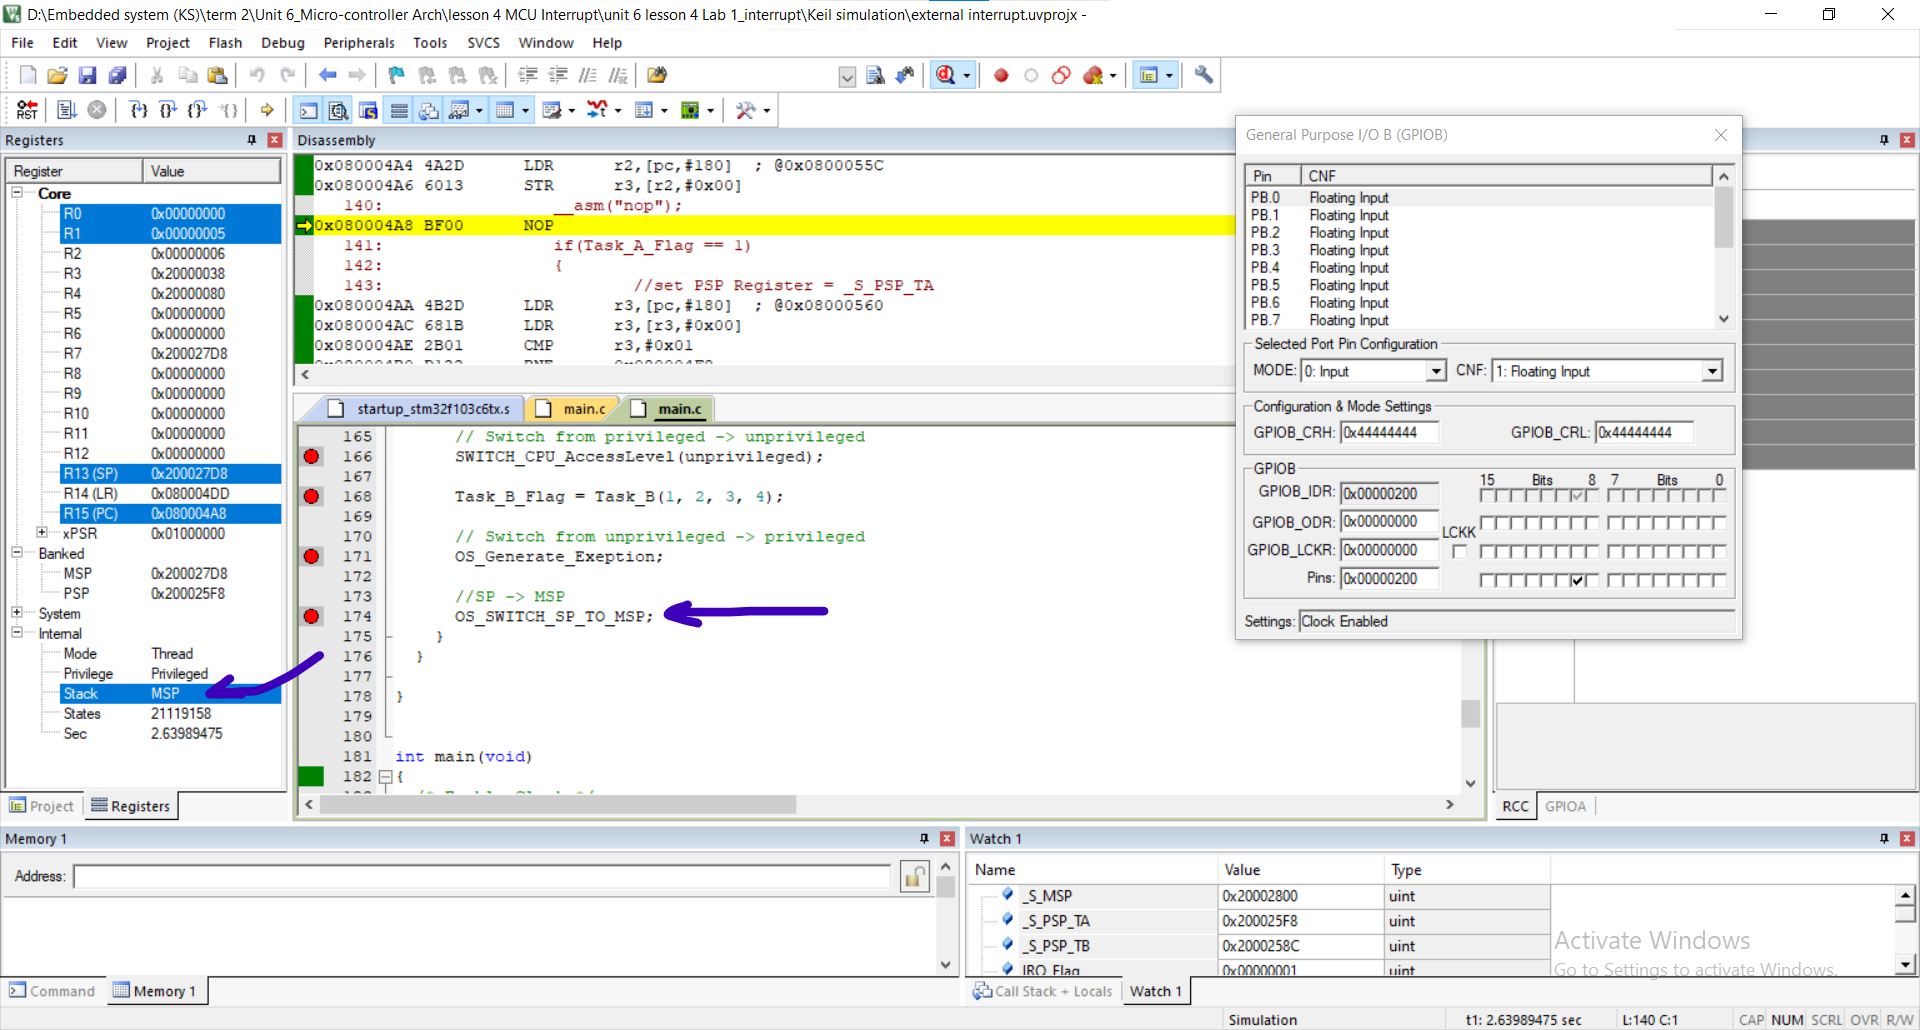 D:\Embedded system (KS)\term 2\Unit 6_Micro-controller Arch\lesson 4 MCU Interrupt\unit 6 lesson 4 Lab 1_interrupt\Keil simulation\external interrupt.uvprojx -
File Edit View Project Flash Debug Peripherals Tools SVCS Window Help
RST
Registers
Register Value
Core
R0 0x00000000
R1 0x00000005
R2 0x00000006
R3 0x20000038
R4 0x20000080
R5 0x00000000
R6 0x00000000
R7 0x200027D8
R8 0x00000000
R9 0x00000000
R10 0x00000000
R11 0x00000000
R12 0x00000000
R13 (SP) 0x200027D8
R14 (LR) 0x080004DD
R15 (PC) 0x080004A8
xPSR 0x01000000
Banked
MSP 0x200027D8
PSP 0x200025F8
System
Internal
Mode Thread
Privilege Privileged
Stack MSP
States 21119158
Sec 2.63989475
Project Registers
Disassembly
0x080004A4 4A2D LDR r2,[pc,#180] ; @0x0800055C
0x080004A6 6013 STR r3,[r2,#0x00]
140: __asm("nop");
0x080004A8 BF00 NOP
141: if(Task_A_Flag == 1)
142: {
143: //set PSP Register = _S_PSP_TA
0x080004AA 4B2D LDR r3,[pc,#180] ; @0x08000560
0x080004AC 681B LDR r3,[r3,#0x00]
0x080004AE 2B01 CMP r3,#0x01
startup_stm32f103c6tx.s main.c main.c
165 // Switch from privileged -> unprivileged
166 SWITCH_CPU_AccessLevel(unprivileged);
167
168 Task_B_Flag = Task_B(1, 2, 3, 4);
169
170 // Switch from unprivileged -> privileged
171 OS_Generate_Exeption;
172
173 //SP -> MSP
174 OS_SWITCH_SP_TO_MSP;
175 }
176 }
177
178 }
179
180
181 int main(void)
182 {
General Purpose I/O B (GPIOB)
Pin CNF
PB.0 Floating Input
PB.1 Floating Input
PB.2 Floating Input
PB.3 Floating Input
PB.4 Floating Input
PB.5 Floating Input
PB.6 Floating Input
PB.7 Floating Input
Selected Port Pin Configuration
MODE: 0: Input CNF: 1: Floating Input
Configuration & Mode Settings
GPIOB_CRH: 0x44444444 GPIOB_CRL: 0x44444444
GPIOB
15 Bits 8 7 Bits 0
GPIOB_IDR: 0x00000200
GPIOB_ODR: 0x00000000
LCKK
GPIOB_LCKR: 0x00000000
Pins: 0x00000200
Settings: Clock Enabled
RCC GPIOA
Memory 1
Address:
Command Memory 1
Watch 1
Name Value Type
_S_MSP 0x20002800 uint
_S_PSP_TA 0x200025F8 uint
_S_PSP_TB 0x2000258C uint
IRQ_Flag 0x00000001 uint
Call Stack + Locals Watch 1
Activate Windows
Go to Settings to activate Windows.
Simulation t1: 2.63989475 sec L:140 C:1 CAP NUM SCRL OVR R/W